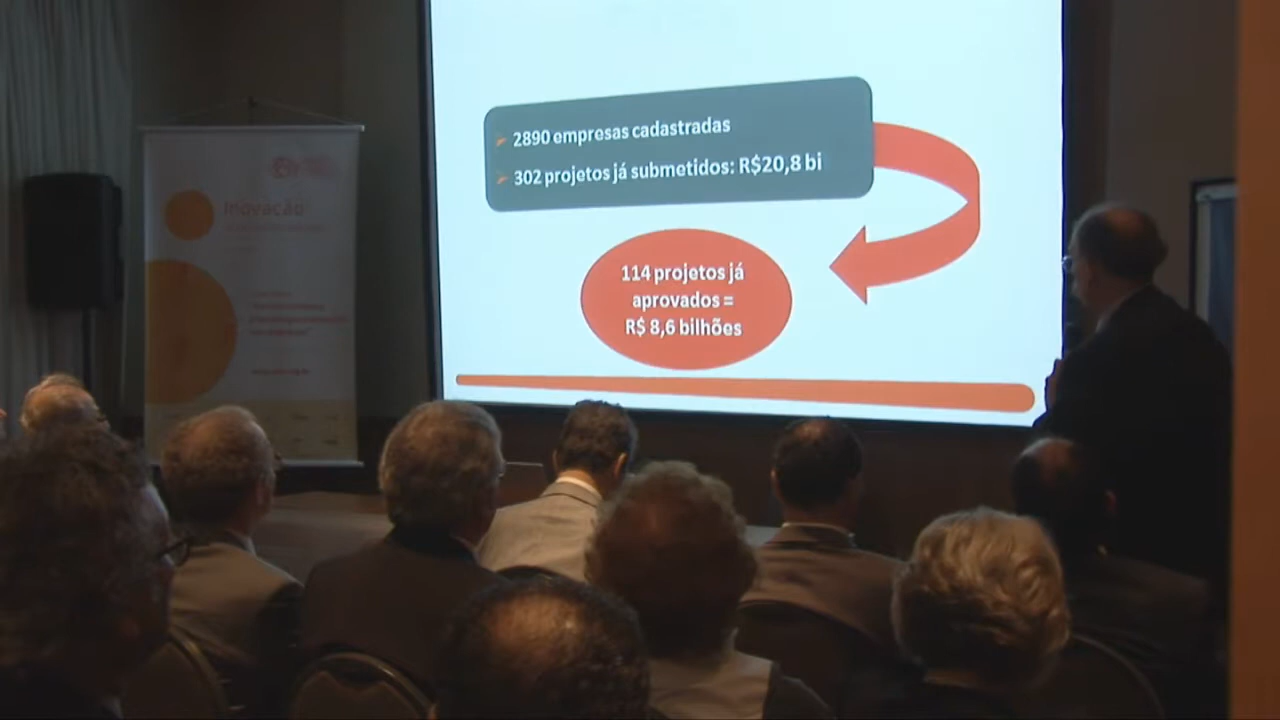 Inovação
2890 empresas cadastradas
302 projetos já submetidos: R$20,8 bi
114 projetos já
aprovados =
R$ 8,6 bilhões